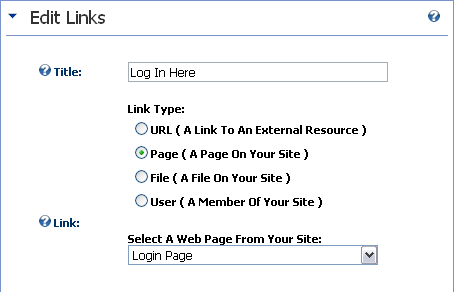 Edit Links
Title:
Log In Here
Link Type:
URL ( A Link To An External Resource )
Page ( A Page On Your Site )
File ( A File On Your Site )
User ( A Member Of Your Site )
Link:
Select A Web Page From Your Site:
Login Page